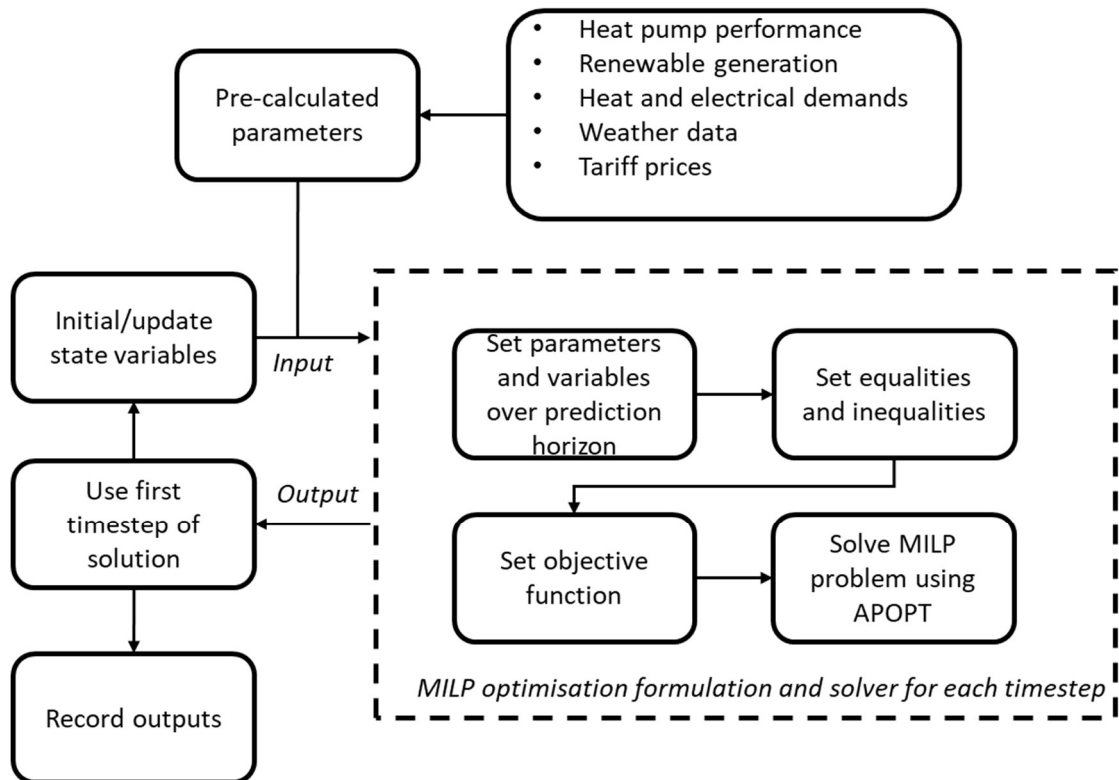 • Heat pump performance
• Renewable generation
• Heat and electrical demands
• Weather data
• Tariff prices
Pre-calculated
parameters
Initial/update
state variables
Input
Set parameters
and variables
over prediction
horizon
Set equalities
and inequalities
Use first
timestep of
solution
Output
Set objective
function
Solve MILP
problem using
APOPT
MILP optimisation formulation and solver for each timestep
Record outputs